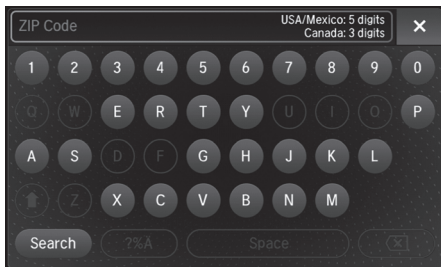 ZIP Code
USA/Mexico: 5 digits
Canada: 3 digits
×
1 2 3 4 5 6 7 8 9 0
Q W E R T Y U I O P
A S D F G H J K L
Z X C V B N M
Search ?%Ä Space